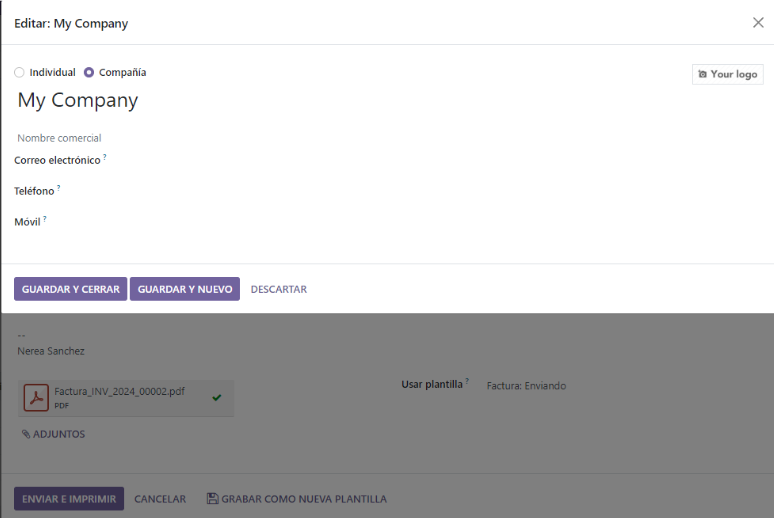 Editar: My Company
Individual Compañía
Your logo
My Company
Nombre comercial
Correo electrónico ?
Teléfono ?
Móvil ?
GUARDAR Y CERRAR GUARDAR Y NUEVO DESCARTAR
--
Nerea Sanchez
Factura_INV_2024_00002.pdf
PDF
Usar plantilla ? Factura: Enviando
ADJUNTOS
ENVIAR E IMPRIMIR CANCELAR GRABAR COMO NUEVA PLANTILLA